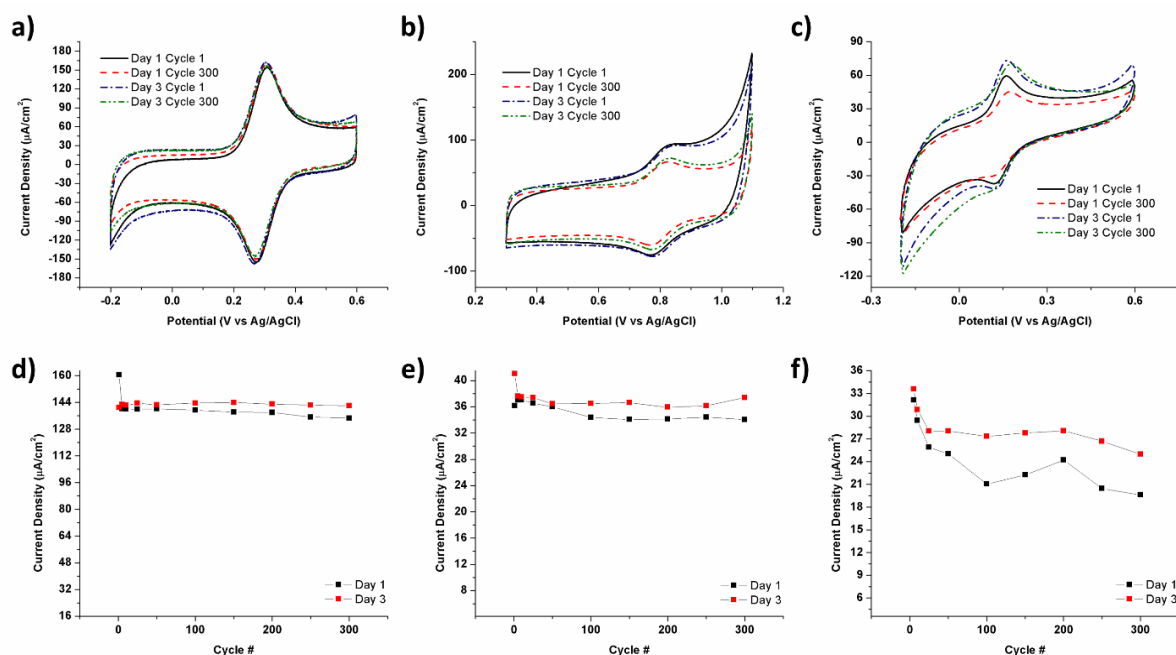 a)
Day 1 Cycle 1
Day 1 Cycle 300
Day 3 Cycle 1
Day 3 Cycle 300
180
150
120
90
60
30
0
-30
-60
-90
-120
-150
-180
Current Density (µA/cm²)
-0.2 0.0 0.2 0.4 0.6
Potential (V vs Ag/AgCl)
b)
Day 1 Cycle 1
Day 1 Cycle 300
Day 3 Cycle 1
Day 3 Cycle 300
200
100
0
-100
Current Density (µA/cm²)
0.2 0.4 0.6 0.8 1.0 1.2
Potential (V vs Ag/AgCl)
c)
90
60
30
0
-30
-60
-90
-120
Current Density (µA/cm²)
Day 1 Cycle 1
Day 1 Cycle 300
Day 3 Cycle 1
Day 3 Cycle 300
-0.3 0.0 0.3 0.6
Potential (V vs Ag/AgCl)
d)
160
144
128
112
96
80
64
48
32
16
Current Density (µA/cm²)
Day 1
Day 3
0 100 200 300
Cycle #
e)
40
36
32
28
24
20
16
12
8
Current Density (µA/cm²)
Day 1
Day 3
0 100 200 300
Cycle #
f)
36
33
30
27
24
21
18
15
12
9
6
Current Density (µA/cm²)
Day 1
Day 3
0 100 200 300
Cycle #